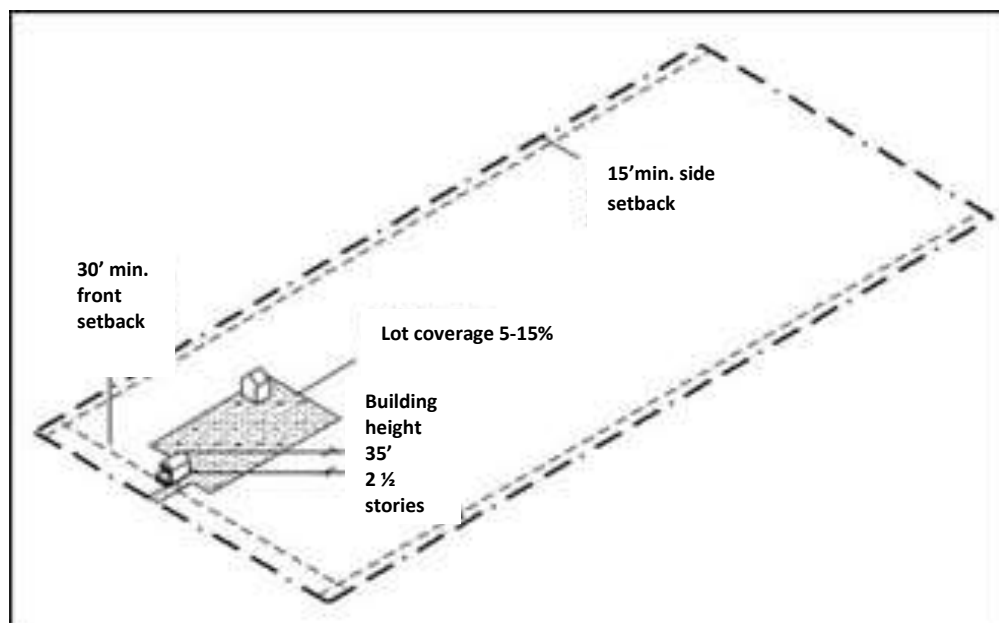 15’min. side
setback
30’ min.
front
setback
Lot coverage 5-15%
Building
height
35’
2 ½
stories